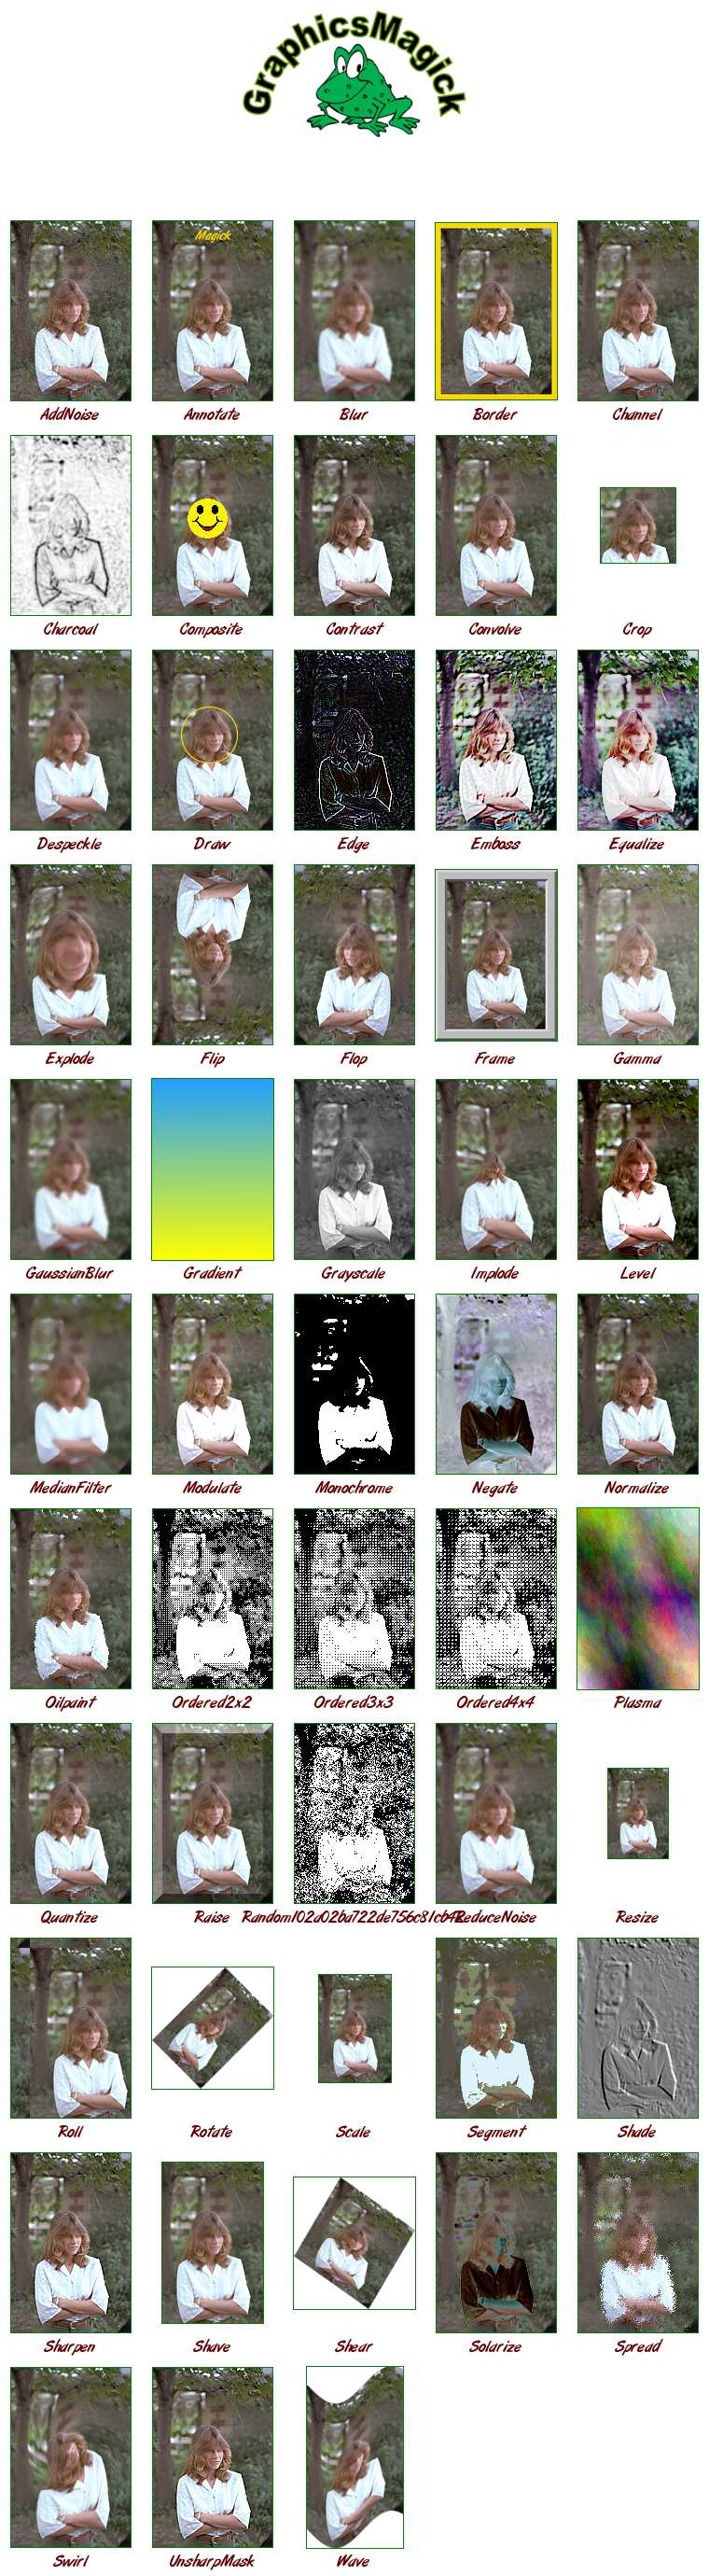 GraphicsMagick
Magick
AddNoise Annotate Blur Border Channel
Charcoal Composite Contrast Convolve Crop
Despeckle Draw Edge Emboss Equalize
Explode Flip Flop Frame Gamma
GaussianBlur Gradient Grayscale Implode Level
MedianFilter Modulate Monochrome Negate Normalize
Oilpaint Ordered2x2 Ordered3x3 Ordered4x4 Plasma
Quantize Raise ReduceNoise Resize
Roll Rotate Scale Segment Shade
Sharpen Shave Shear Solarize Spread
Swirl UnsharpMask Wave